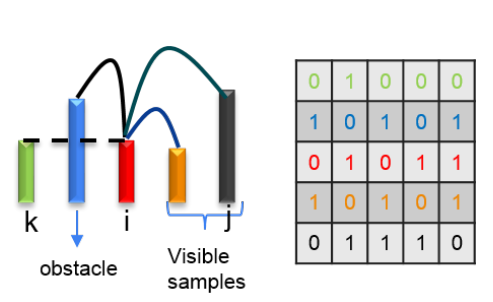 k
i
j
obstacle
Visible
samples
0 1 0 0 0
1 0 1 0 1
0 1 0 1 1
1 0 1 0 1
0 1 1 1 0